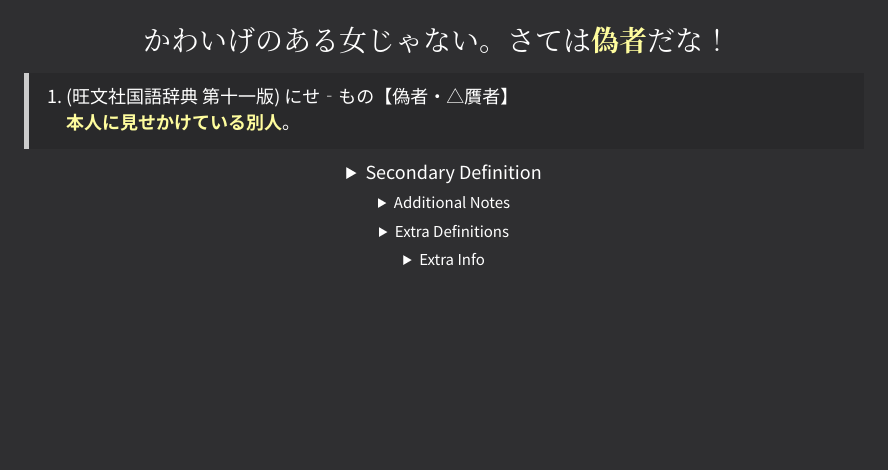 かわいげのある女じゃない。さては偽者だな！
1. (旺文社国語辞典 第十一版) にせ‐もの【偽者・△贋者】
本人に見せかけている別人。
▶ Secondary Definition
▶ Additional Notes
▶ Extra Definitions
▶ Extra Info